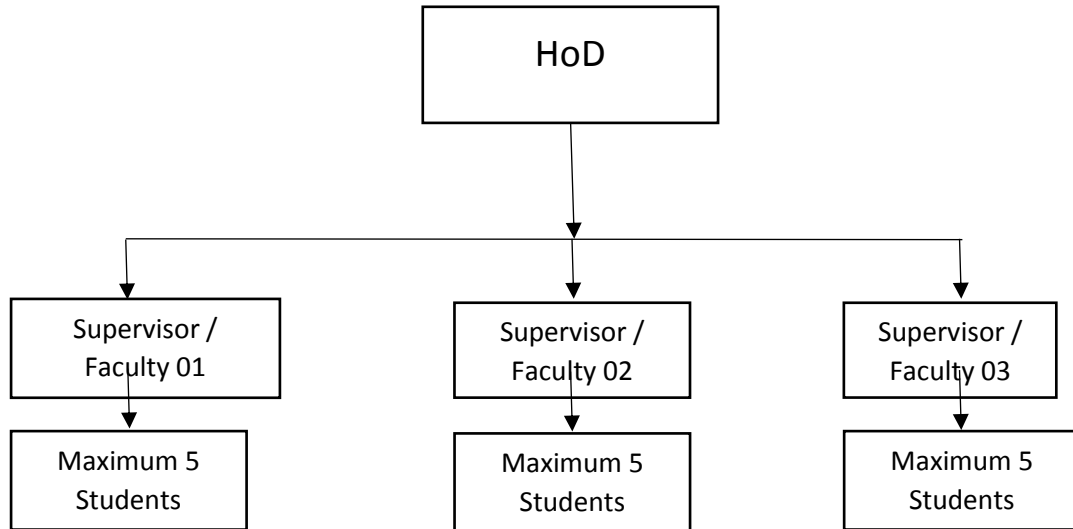 HoD
Supervisor /
Faculty 01
Supervisor /
Faculty 02
Supervisor /
Faculty 03
Maximum 5
Students
Maximum 5
Students
Maximum 5
Students